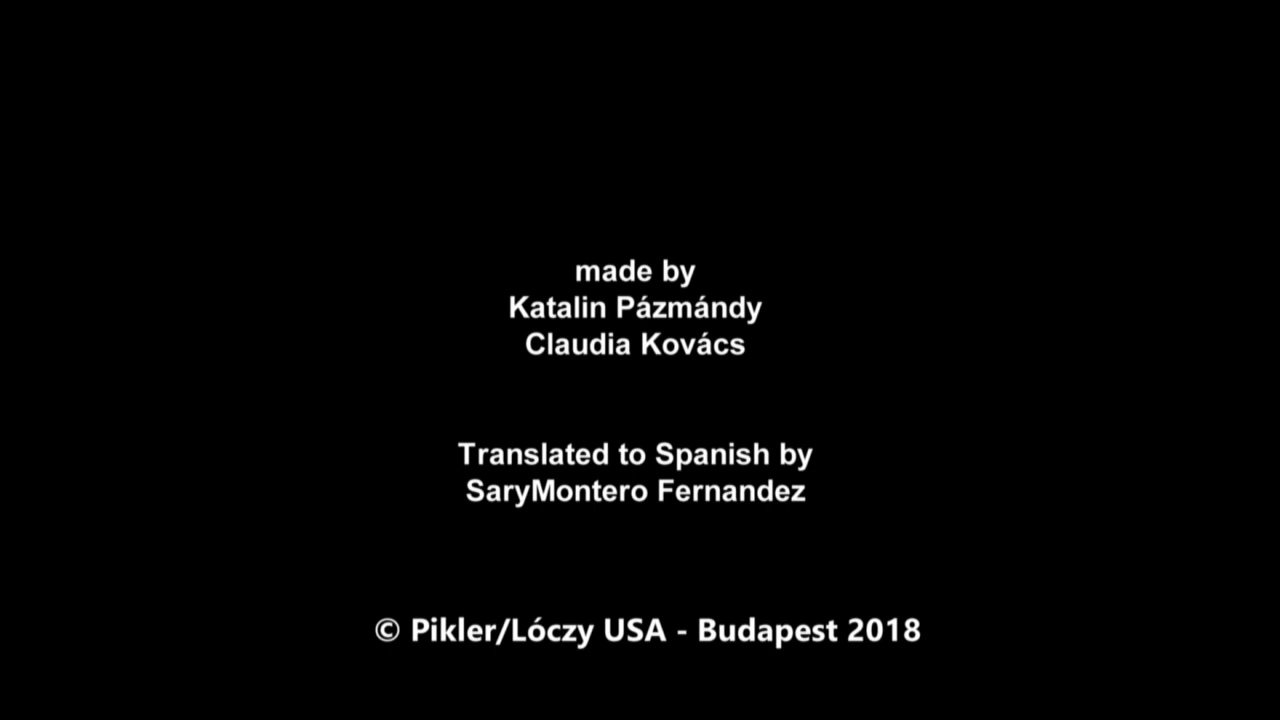 made by
Katalin Pázmándy
Claudia Kovács
Translated to Spanish by
SaryMontero Fernandez
© Pikler/Lóczy USA - Budapest 2018